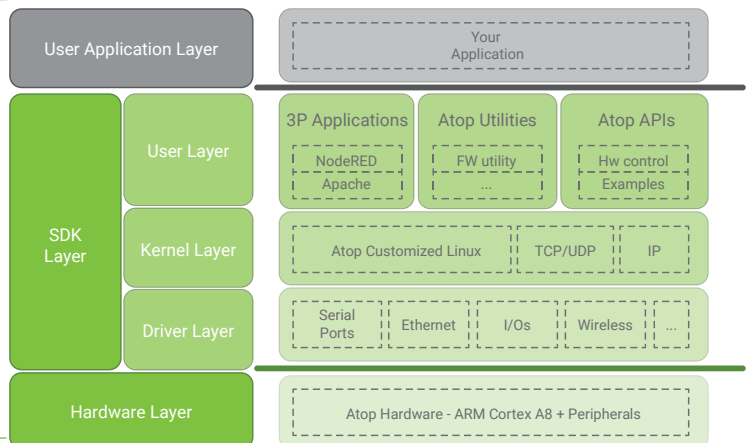 User Application Layer
Your
Application
SDK
Layer
User Layer
3P Applications
NodeRED
Apache
Atop Utilities
FW utility
...
Atop APIs
Hw control
Examples
Kernel Layer
Atop Customized Linux
TCP/UDP
IP
Driver Layer
Serial
Ports
Ethernet
I/Os
Wireless
...
Hardware Layer
Atop Hardware - ARM Cortex A8 + Peripherals